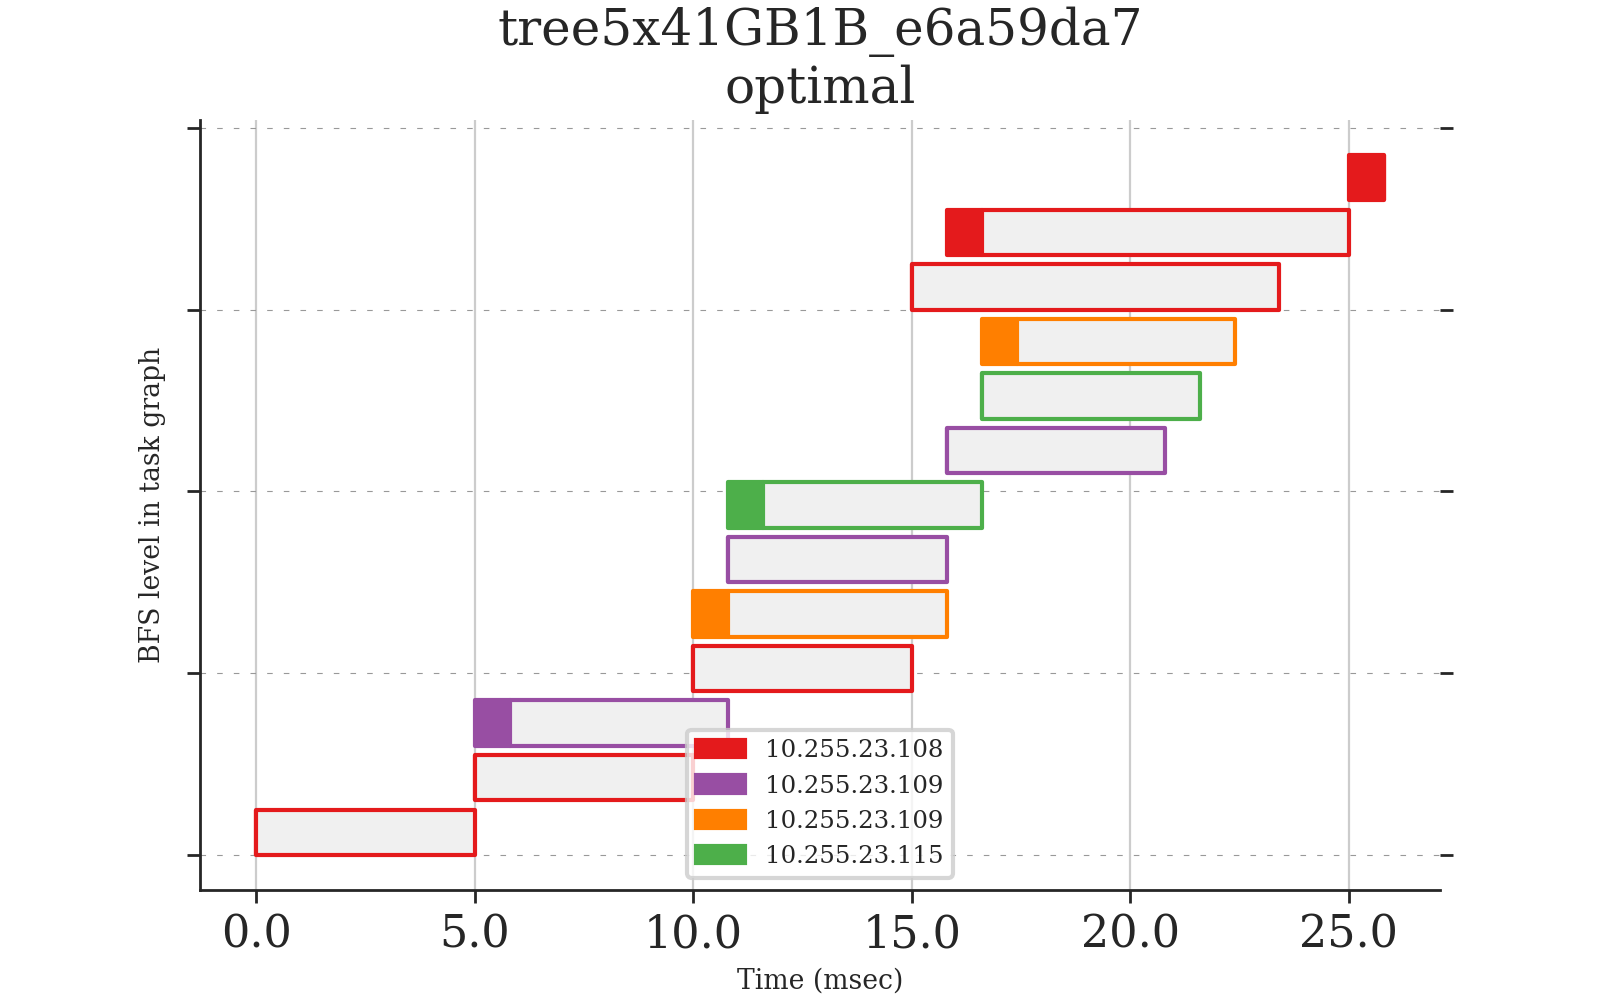 tree5x41GB1B_e6a59da7
optimal
BFS level in task graph
10.255.23.108
10.255.23.109
10.255.23.109
10.255.23.115
0.0 5.0 10.0 15.0 20.0 25.0
Time (msec)